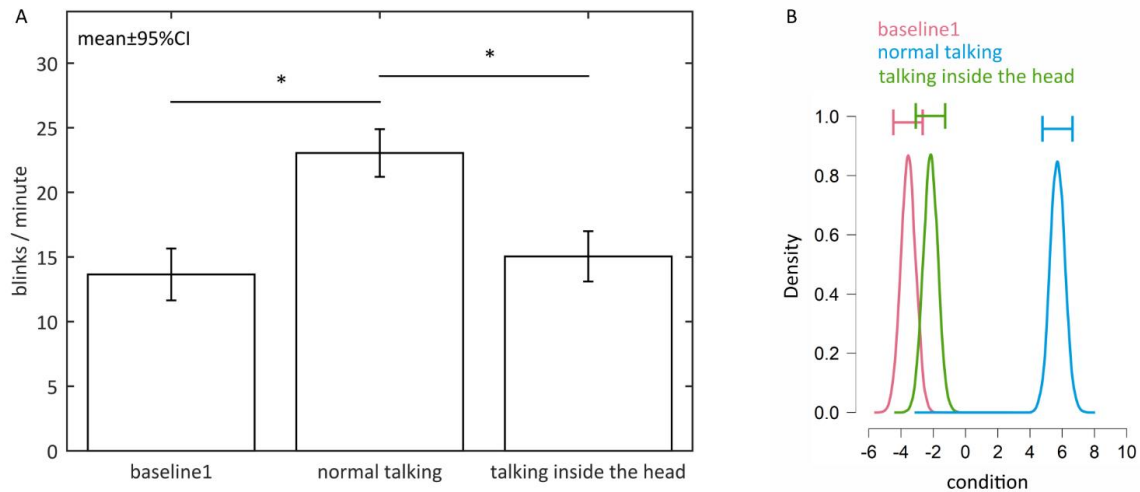 A
mean±95%CI
*
*
30
25
20
15
10
5
0
blinks / minute
baseline1 normal talking talking inside the head
B
baseline1
normal talking
talking inside the head
1.0
0.8
0.6
0.4
0.2
0.0
Density
-6 -4 -2 0 2 4 6 8 10
condition